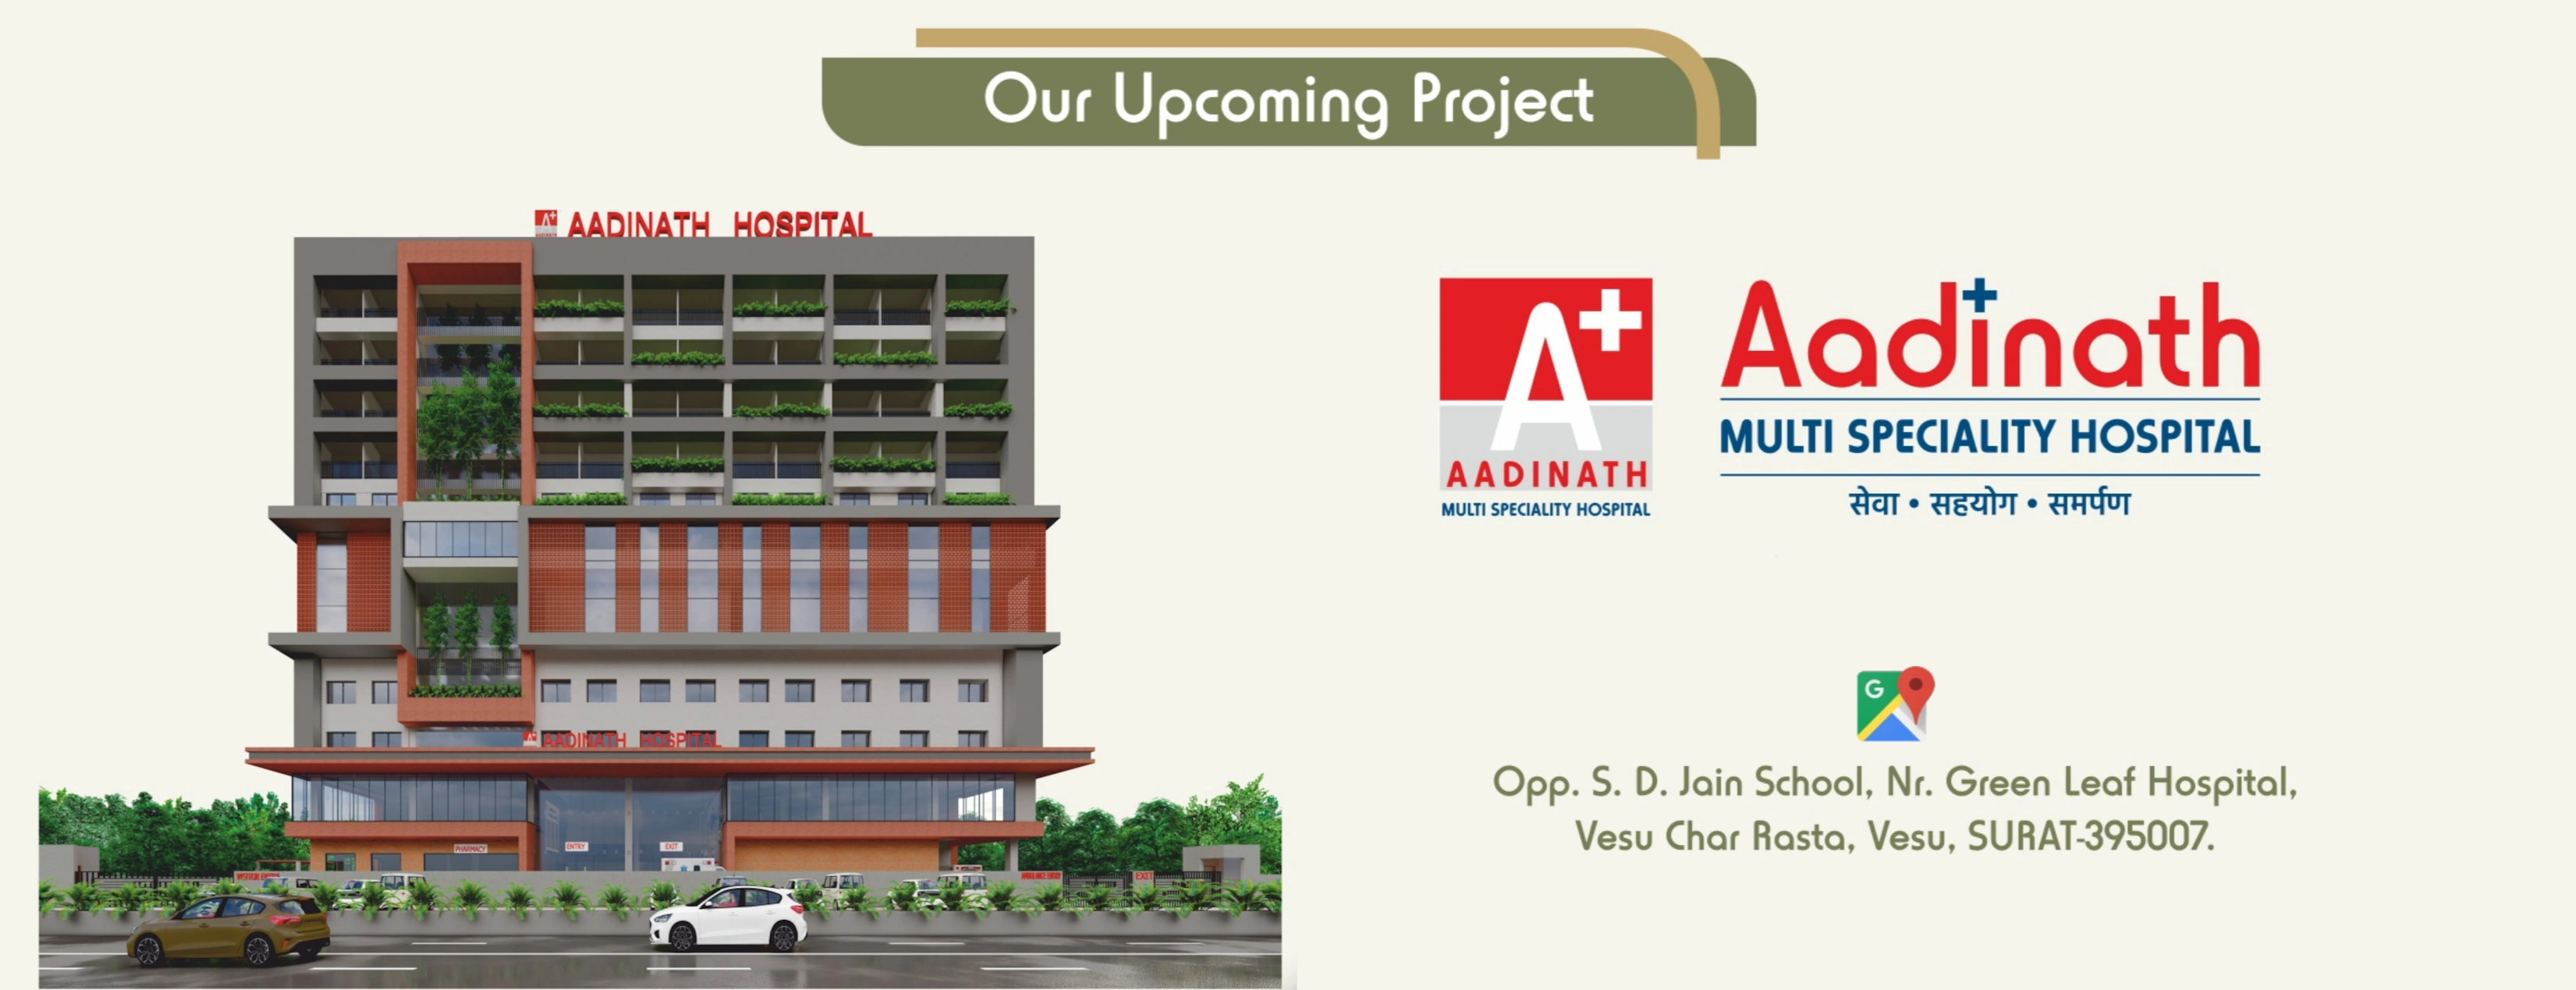 Our Upcoming Project
A+ AADINATH HOSPITAL
AADINATH HOSPITAL
PHARMACY
ENTRY
EXIT
EXIT
A+
AADINATH
MULTI SPECIALITY HOSPITAL
Aadinath
MULTI SPECIALITY HOSPITAL
सेवा • सहयोग • समर्पण
G
Opp. S. D. Jain School, Nr. Green Leaf Hospital,
Vesu Char Rasta, Vesu, SURAT-395007.